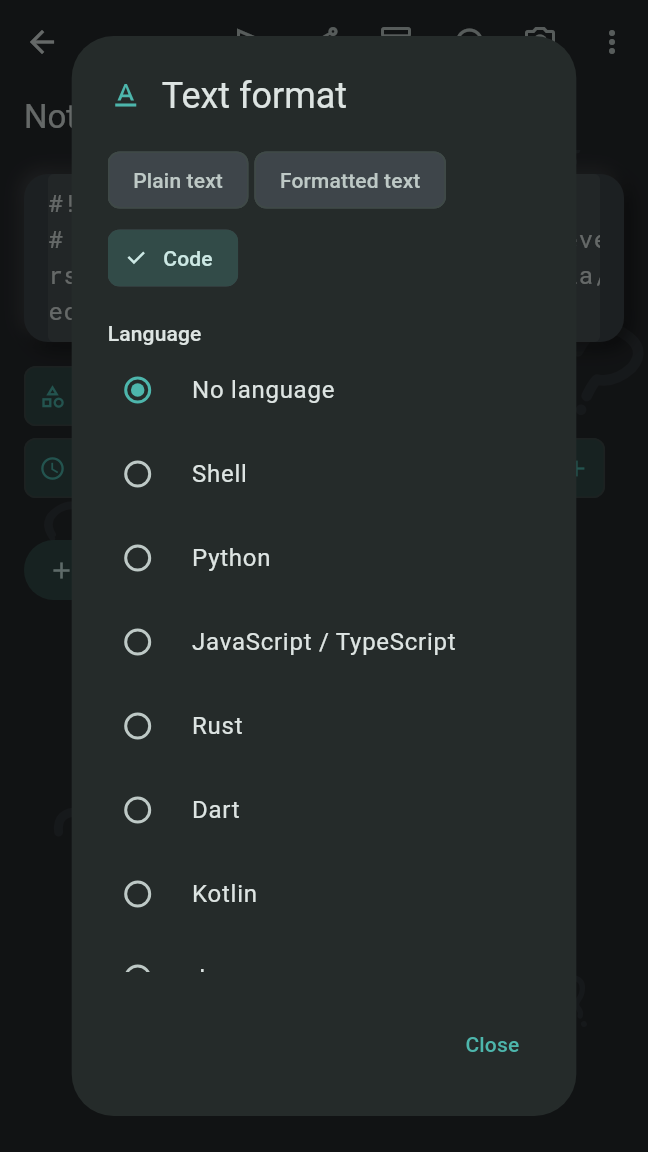 Text format
Plain text
Formatted text
Code
Language
No language
Shell
Python
JavaScript / TypeScript
Rust
Dart
Kotlin
Close
#!
#